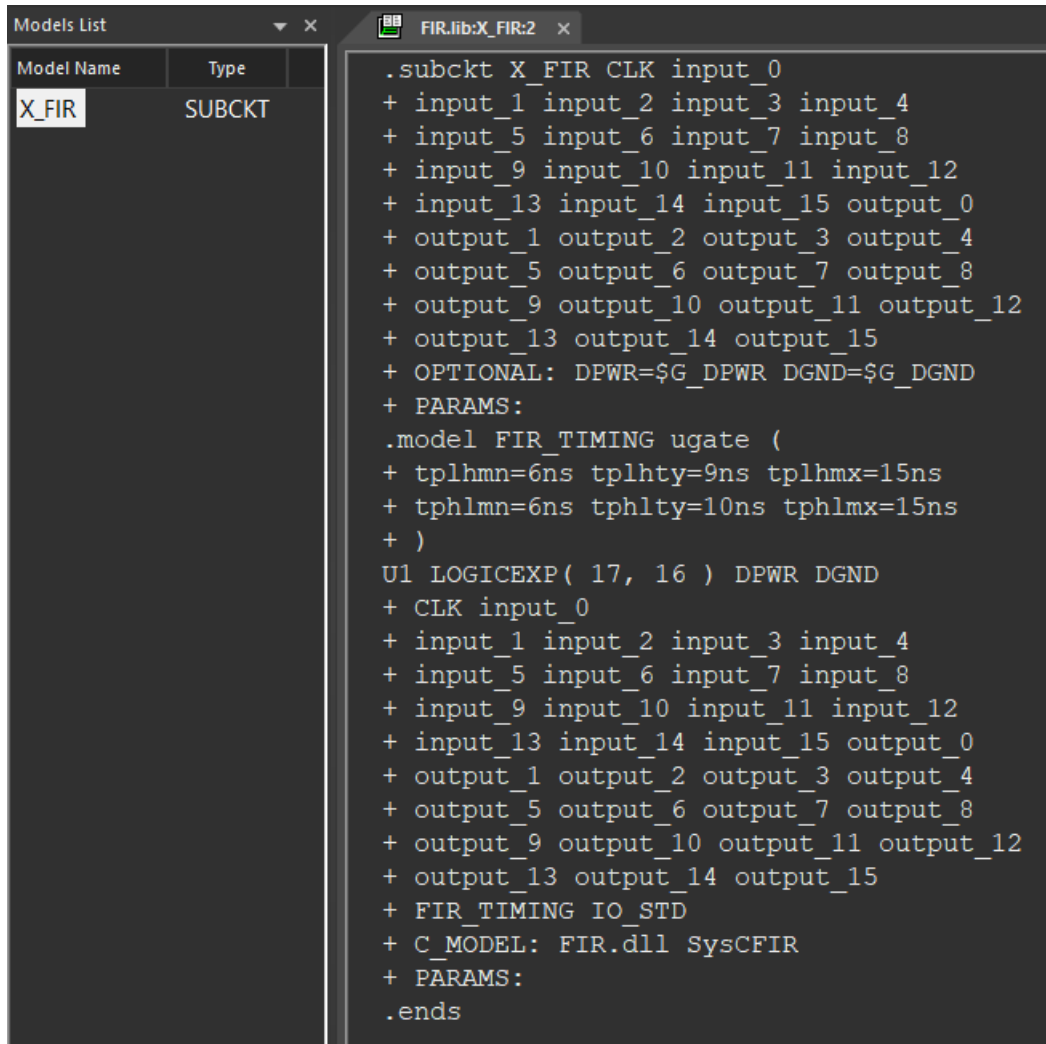 Models List
FIR.lib:X_FIR:2
Model Name Type
X_FIR SUBCKT
.subckt X_FIR CLK input_0
+ input_1 input_2 input_3 input_4
+ input_5 input_6 input_7 input_8
+ input_9 input_10 input_11 input_12
+ input_13 input_14 input_15 output_0
+ output_1 output_2 output_3 output_4
+ output_5 output_6 output_7 output_8
+ output_9 output_10 output_11 output_12
+ output_13 output_14 output_15
+ OPTIONAL: DPWR=$G_DPWR DGND=$G_DGND
+ PARAMS:
.model FIR_TIMING ugate (
+ tplhmn=6ns tplhty=9ns tplhmx=15ns
+ tphlmn=6ns tphlty=10ns tphlmx=15ns
+ )
U1 LOGICEXP( 17, 16 ) DPWR DGND
+ CLK input_0
+ input_1 input_2 input_3 input_4
+ input_5 input_6 input_7 input_8
+ input_9 input_10 input_11 input_12
+ input_13 input_14 input_15 output_0
+ output_1 output_2 output_3 output_4
+ output_5 output_6 output_7 output_8
+ output_9 output_10 output_11 output_12
+ output_13 output_14 output_15
+ FIR_TIMING IO_STD
+ C_MODEL: FIR.dll SysCFIR
+ PARAMS:
.ends